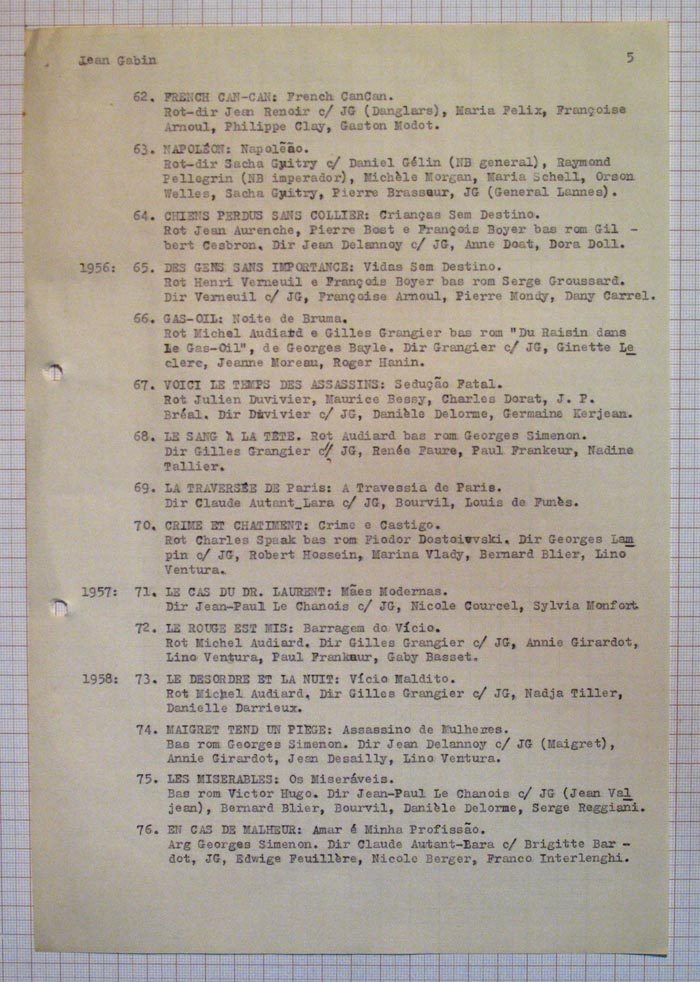 Jean Gabin 5
62. FRENCH CAN-CAN: French CanCan.
Rot-dir Jean Renoir c/ JG (Danglars), Maria Felix, Françoise
Arnoul, Philippe Clay, Gaston Modot.
63. NAPOLÉON: Napoleão.
Rot-dir Sacha Guitry c/ Daniel Gélin (NB general), Raymond
Pellegrin (NB imperador), Michèle Morgan, Maria Schell, Orson
Welles, Sacha Guitry, Pierre Brasseur, JG (General Lannes).
64. CHIENS PERDUS SANS COLLIER: Crianças Sem Destino.
Rot Jean Aurenche, Pierre Bost e François Boyer bas rom Gil -
bert Cesbron. Dir Jean Delannoy c/ JG, Anne Doat, Dora Doll.
1956: 65. DES GENS SANS IMPORTANCE: Vidas Sem Destino.
Rot Henri Verneuil e François Boyer bas rom Serge Groussard.
Dir Verneuil c/ JG, Françoise Arnoul, Pierre Mondy, Dany Carrel.
66. GAS-OIL: Noite de Bruma.
Rot Michel Audiard e Gilles Grangier bas rom "Du Raisin dans
le Gas-Oil", de Georges Bayle. Dir Grangier c/ JG, Ginette Le
clerc, Jeanne Moreau, Roger Hanin.
67. VOICI LE TEMPS DES ASSASSINS: Sedução Fatal.
Rot Julien Duvivier, Maurice Bessy, Charles Dorat, J. P.
Bréal. Dir Duvivier c/ JG, Danièle Delorme, Germaine Kerjean.
68. LE SANG À LA TÊTE. Rot Audiard bas rom Georges Simenon.
Dir Gilles Grangier c/ JG, Renée Faure, Paul Frankeur, Nadine
Tallier.
69. LA TRAVERSÉE DE Paris: A Travessia de Paris.
Dir Claude Autant_Lara c/ JG, Bourvil, Louis de Funès.
70. CRIME ET CHATIMENT: Crime e Castigo.
Rot Charles Spaak bas rom Fiodor Dostoievski. Dir Georges Lam
pin c/ JG, Robert Hossein, Marina Vlady, Bernard Blier, Lino
Ventura.
1957: 71. LE CAS DU DR. LAURENT: Mães Modernas.
Dir Jean-Paul Le Chanois c/ JG, Nicole Courcel, Sylvia Monfort
72. LE ROUGE EST MIS: Barragem do Vício.
Rot Michel Audiard. Dir Gilles Grangier c/ JG, Annie Girardot,
Lino Ventura, Paul Frankeur, Gaby Basset.
1958: 73. LE DESORDRE ET LA NUIT: Vício Maldito.
Rot Michel Audiard. Dir Gilles Grangier c/ JG, Nadja Tiller,
Danielle Darrieux.
74. MAIGRET TEND UN PIEGE: Assassino de Mulheres.
Bas rom Georges Simenon. Dir Jean Delannoy c/ JG (Maigret),
Annie Girardot, Jean Desailly, Lino Ventura.
75. LES MISERABLES: Os Miseráveis.
Bas rom Victor Hugo. Dir Jean-Paul Le Chanois c/ JG (Jean Val
jean), Bernard Blier, Bourvil, Danièle Delorme, Serge Reggiani.
76. EN CAS DE MALHEUR: Amar é Minha Profissão.
Arg Georges Simenon. Dir Claude Autant-Lara c/ Brigitte Bar -
dot, JG, Edwige Feuillère, Nicole Berger, Franco Interlenghi.